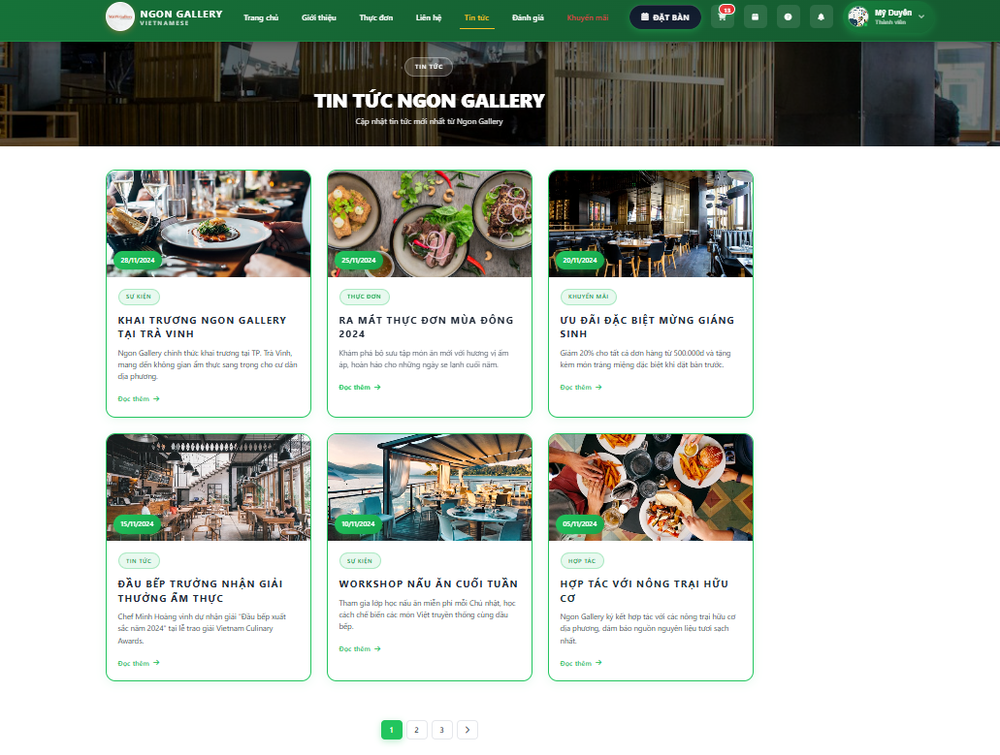 NGON GALLERY
VIETNAMESE
Trang chủ
Giới thiệu
Thực đơn
Liên hệ
Tin tức
Đánh giá
Khuyến mãi
ĐẶT BÀN
13
Mỹ Duyên
Thành viên
TIN TỨC
TIN TỨC NGON GALLERY
Cập nhật tin tức mới nhất từ Ngon Gallery
28/11/2024
SỰ KIỆN
KHAI TRƯƠNG NGON GALLERY
TẠI TRÀ VINH
Ngon Gallery chính thức khai trương tại TP. Trà Vinh,
mang đến không gian ẩm thực sang trọng cho cư dân
địa phương.
Đọc thêm →
25/11/2024
THỰC ĐƠN
RA MẮT THỰC ĐƠN MÙA ĐÔNG
2024
Khám phá bộ sưu tập món ăn mới với hương vị ấm
áp, hoàn hảo cho những ngày se lạnh cuối năm.
Đọc thêm →
20/11/2024
KHUYẾN MÃI
ƯU ĐÃI ĐẶC BIỆT MỪNG GIÁNG
SINH
Giảm 20% cho tất cả đơn hàng từ 500.000đ và tặng
kèm món tráng miệng đặc biệt khi đặt bàn trước.
Đọc thêm →
15/11/2024
TIN TỨC
ĐẦU BẾP TRƯỞNG NHẬN GIẢI
THƯỞNG ẨM THỰC
Chef Minh Hoàng vinh dự nhận giải "Đầu bếp xuất
sắc năm 2024" tại lễ trao giải Vietnam Culinary
Awards.
Đọc thêm →
10/11/2024
SỰ KIỆN
WORKSHOP NẤU ĂN CUỐI TUẦN
Tham gia lớp học nấu ăn miễn phí mỗi Chủ nhật, học
cách chế biến các món Việt truyền thống cùng đầu
bếp.
Đọc thêm →
05/11/2024
HỢP TÁC
HỢP TÁC VỚI NÔNG TRẠI HỮU
CƠ
Ngon Gallery ký kết hợp tác với các nông trại hữu cơ
địa phương, đảm bảo nguồn nguyên liệu tươi sạch
nhất.
Đọc thêm →
1 2 3